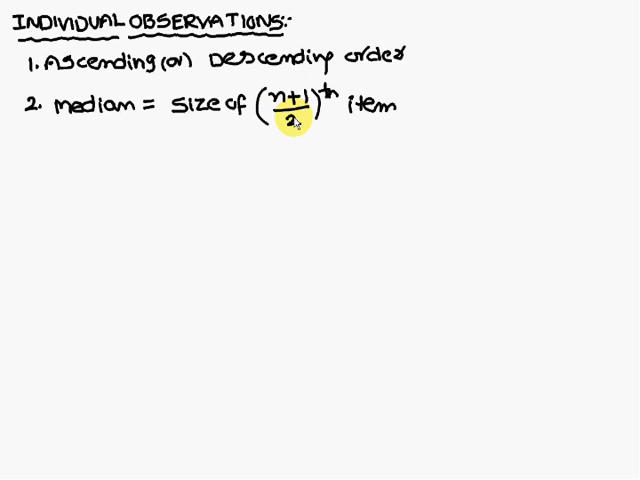 INDIVIDUAL OBSERVATIONS:-
1. Ascending (or) Descending order
2. median = size of (n+1/2)th item